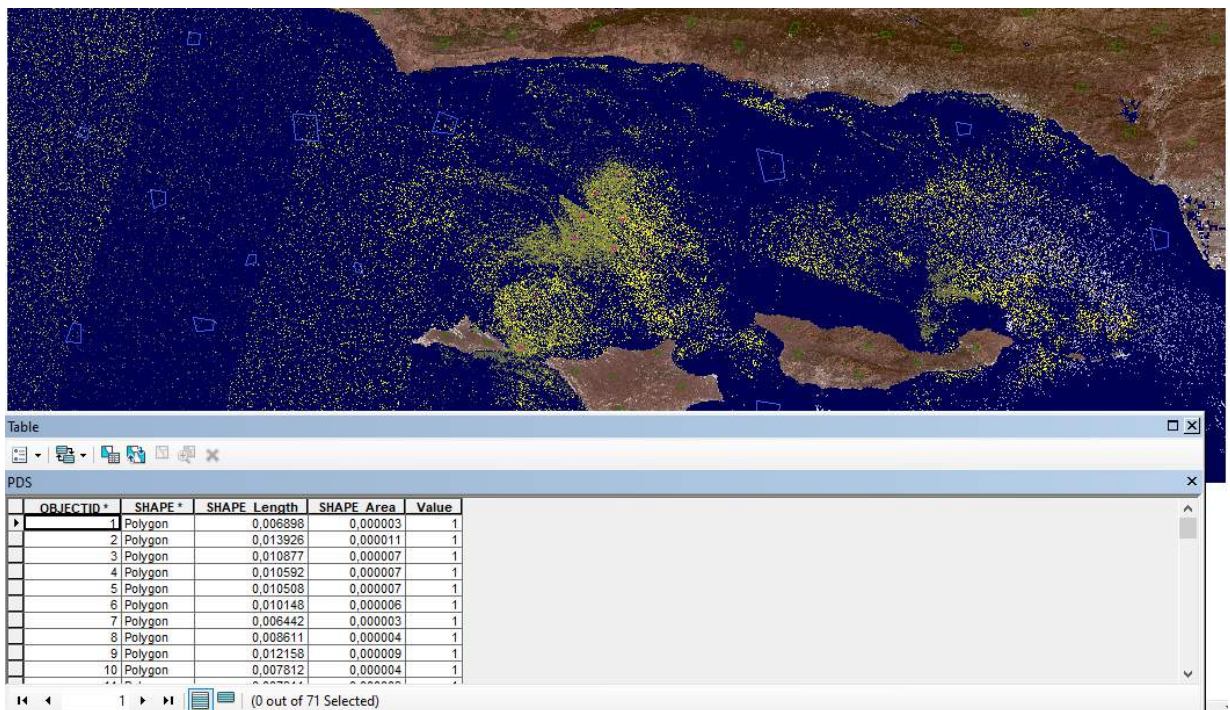 Table
PDS
OBJECTID * SHAPE * SHAPE_Length SHAPE_Area Value
1 Polygon 0,006898 0,000003 1
2 Polygon 0,013926 0,000011 1
3 Polygon 0,010877 0,000007 1
4 Polygon 0,010592 0,000007 1
5 Polygon 0,010508 0,000007 1
6 Polygon 0,010148 0,000006 1
7 Polygon 0,006442 0,000003 1
8 Polygon 0,008611 0,000004 1
9 Polygon 0,012158 0,000009 1
10 Polygon 0,007812 0,000004 1
1 (0 out of 71 Selected)